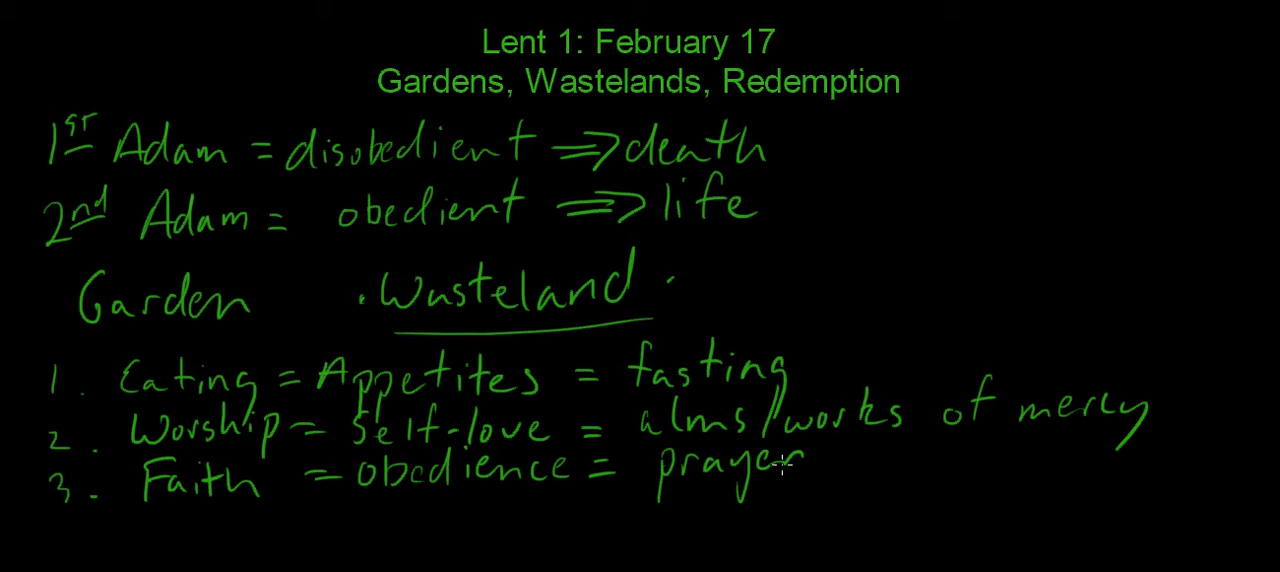 Lent 1: February 17
Gardens, Wastelands, Redemption
1st Adam = disobedient => death
2nd Adam = obedient => life
Garden . Wasteland .
1. Eating = Appetites = fasting
2. Worship = self-love = alms/works of mercy
3. Faith = obedience = prayer